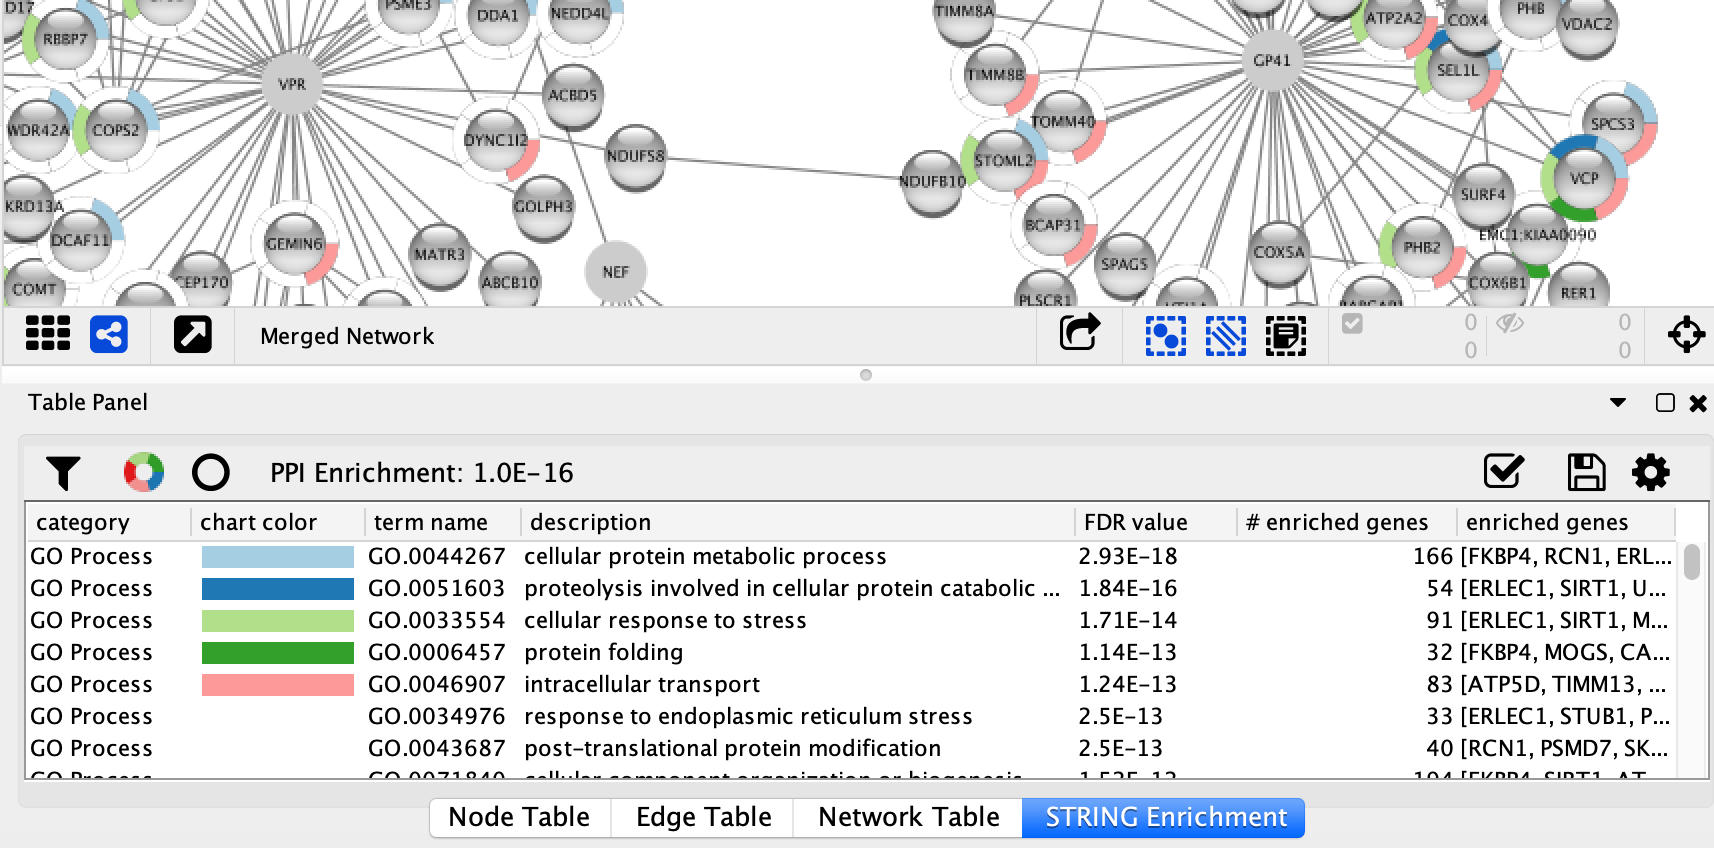 D17
PSME3
DDA1
NEDD4L
TIMM8A
ATP2A2
COX4
PHB
VDAC2
RBBP7
VPR
GP41
SEL1L
TIMM8B
ACBD5
TOMM40
SPCS3
WDR42A
COPS2
DYNC1I2
NDUFS8
STOML2
NDUFB10
VCP
SURF4
KRD13A
GOLPH3
BCAP31
DCAF11
GEMIN6
MATR3
NEF
SPAG5
COX5A
PHB2
EMC1;KIAA0090
COMT
CEP170
ABCB10
PLSCR1
COX6B1
RER1
Merged Network
0 0
0 0
Table Panel
PPI Enrichment: 1.0E-16
category chart color term name description FDR value # enriched genes enriched genes
GO Process GO.0044267 cellular protein metabolic process 2.93E-18 166 [FKBP4, RCN1, ERL...
GO Process GO.0051603 proteolysis involved in cellular protein catabolic ... 1.84E-16 54 [ERLEC1, SIRT1, U...
GO Process GO.0033554 cellular response to stress 1.71E-14 91 [ERLEC1, SIRT1, M...
GO Process GO.0006457 protein folding 1.14E-13 32 [FKBP4, MOGS, CA...
GO Process GO.0046907 intracellular transport 1.24E-13 83 [ATP5D, TIMM13, ...
GO Process GO.0034976 response to endoplasmic reticulum stress 2.5E-13 33 [ERLEC1, STUB1, P...
GO Process GO.0043687 post-translational protein modification 2.5E-13 40 [RCN1, PSMD7, SK...
GO Process GO.0071840 cellular component organization or biogenesis
Node Table Edge Table Network Table STRING Enrichment